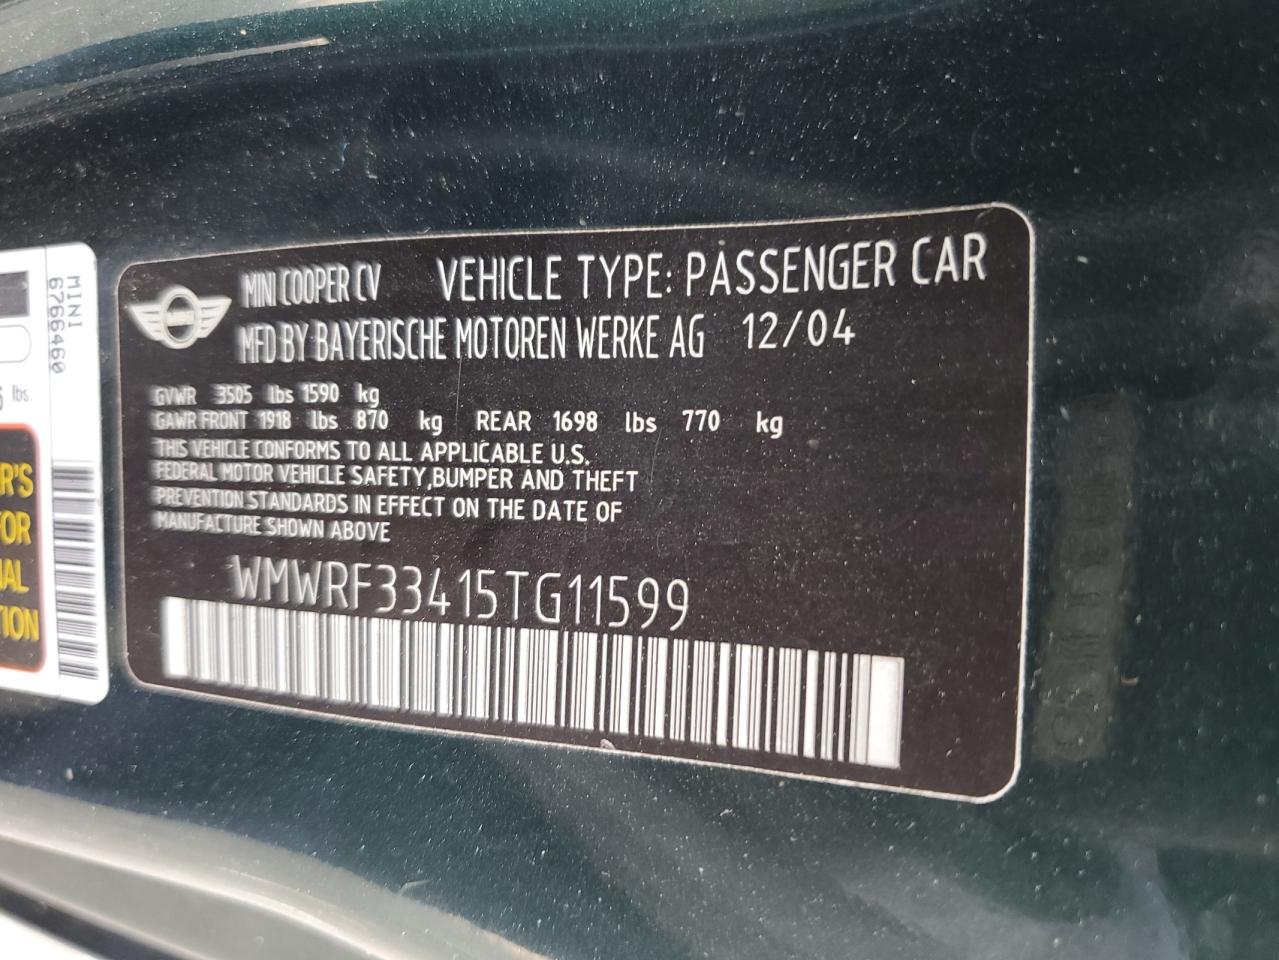 MINI COOPER CV VEHICLE TYPE: PASSENGER CAR
MFD BY BAYERISCHE MOTOREN WERKE AG 12/04
GVWR 3505 lbs 1590 kg
GAWR FRONT 1918 lbs 870 kg REAR 1698 lbs 770 kg
THIS VEHICLE CONFORMS TO ALL APPLICABLE U.S.
FEDERAL MOTOR VEHICLE SAFETY,BUMPER AND THEFT
PREVENTION STANDARDS IN EFFECT ON THE DATE OF
MANUFACTURE SHOWN ABOVE
WMWRF33415TG11599
MINI
6766460
lbs.
R'S
FOR